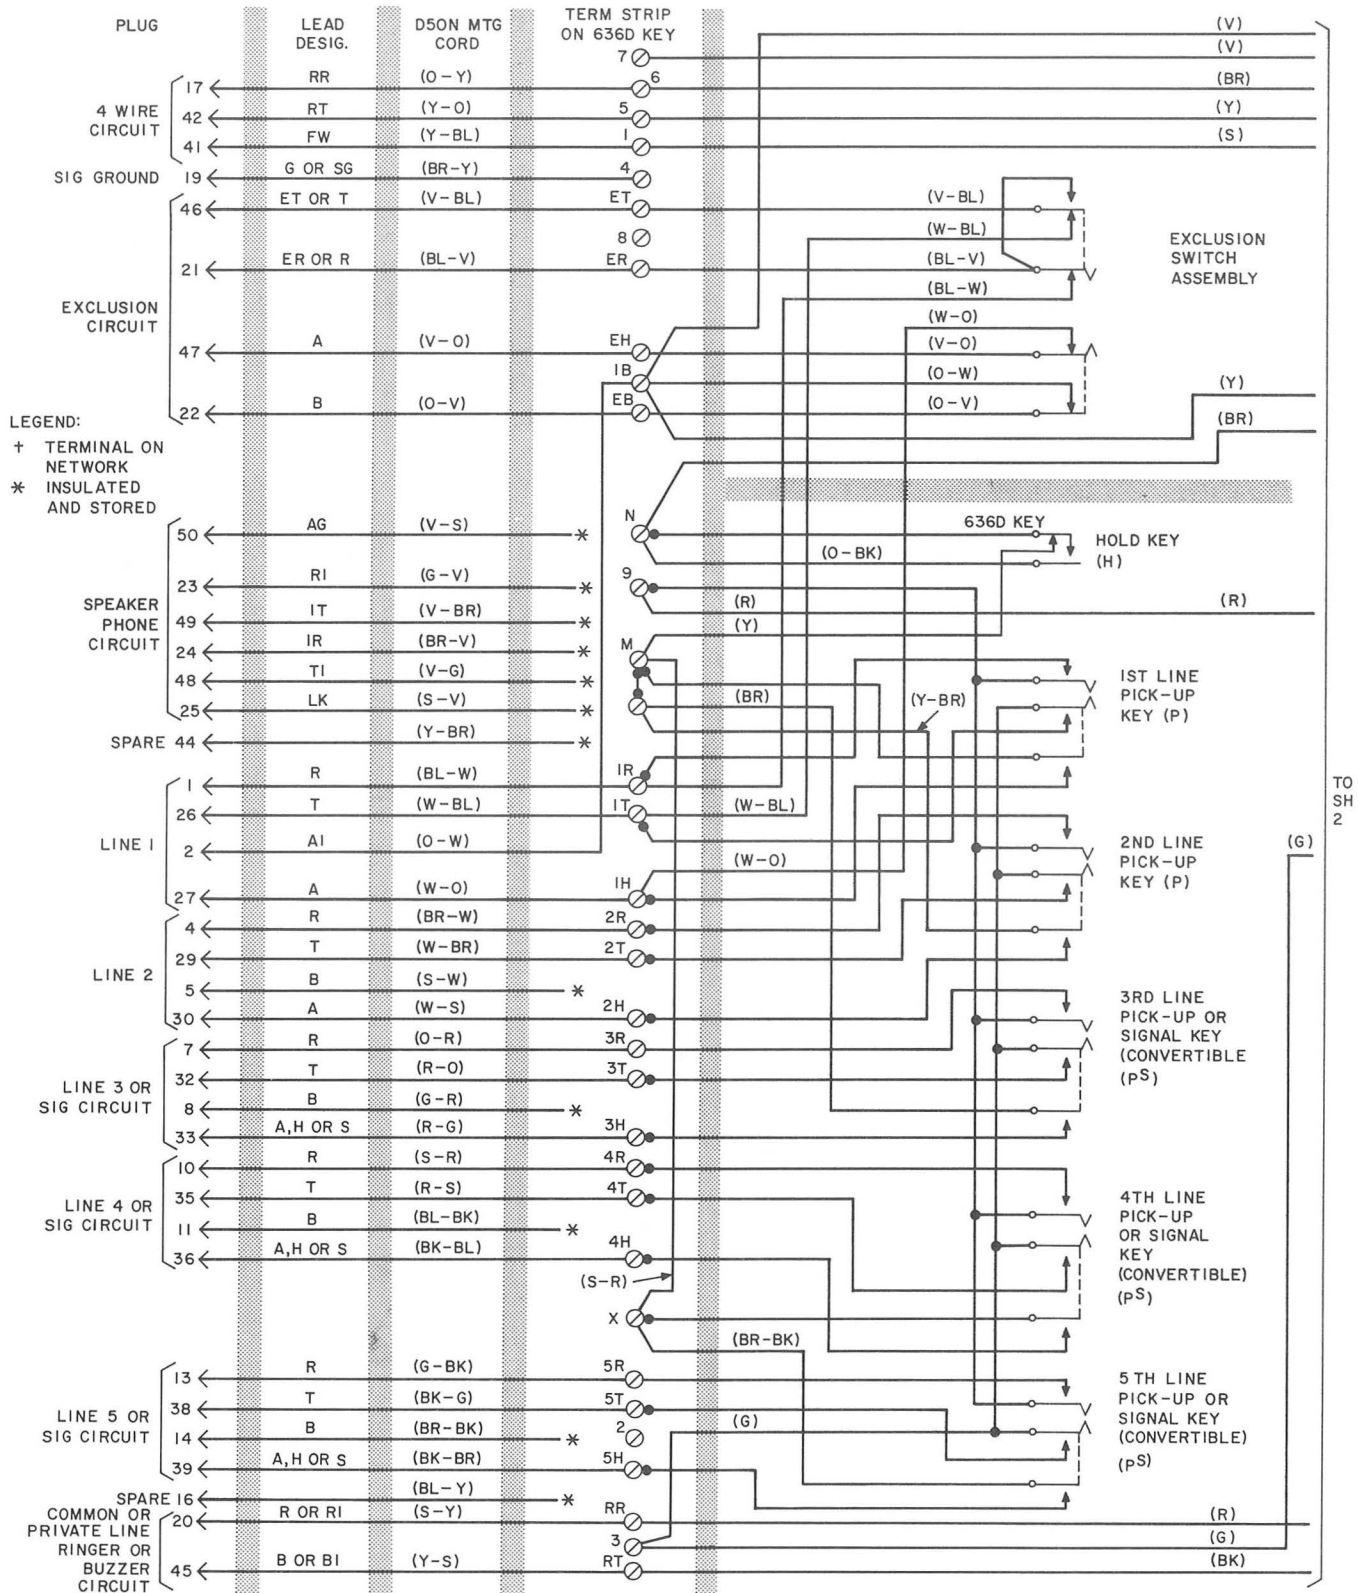 PLUG LEAD DESIG. D50N MTG CORD TERM STRIP ON 636D KEY
(V)
7 (V)
17 RR (O-Y) 6 (BR)
4 WIRE CIRCUIT
42 RT (Y-O) 5 (Y)
41 FW (Y-BL) 1 (S)
SIG GROUND 19 G OR SG (BR-Y) 4
46 ET OR T (V-BL) ET (V-BL)
8 (W-BL)
EXCLUSION SWITCH ASSEMBLY
21 ER OR R (BL-V) ER (BL-V)
(BL-W)
EXCLUSION CIRCUIT
(W-O)
47 A (V-O) EH (V-O)
1B (O-W) (Y)
22 B (O-V) EB (O-V)
(BR)
LEGEND:
† TERMINAL ON NETWORK
* INSULATED AND STORED
50 AG (V-S) * N 636D KEY
HOLD KEY (H)
(O-BK)
23 RI (G-V) * 9
SPEAKER PHONE CIRCUIT
(R) (R)
49 IT (V-BR) *
(Y)
24 IR (BR-V) * M
48 TI (V-G) *
1ST LINE PICK-UP KEY (P)
(BR) (Y-BR)
25 LK (S-V) *
SPARE 44 (Y-BR) *
1 R (BL-W) 1R
TO SH 2
26 T (W-BL) 1T (W-BL)
LINE 1
2 A1 (O-W)
2ND LINE PICK-UP KEY (P)
(G)
(W-O)
27 A (W-O) 1H
4 R (BR-W) 2R
29 T (W-BR) 2T
LINE 2
5 B (S-W) *
30 A (W-S) 2H
3RD LINE PICK-UP OR SIGNAL KEY (CONVERTIBLE (PS)
7 R (O-R) 3R
32 T (R-O) 3T
LINE 3 OR SIG CIRCUIT
8 B (G-R) *
33 A,H OR S (R-G) 3H
10 R (S-R) 4R
35 T (R-S) 4T
LINE 4 OR SIG CIRCUIT
11 B (BL-BK) *
36 A,H OR S (BK-BL) 4H
4TH LINE PICK-UP OR SIGNAL KEY (CONVERTIBLE) (PS)
(S-R)
X
(BR-BK)
13 R (G-BK) 5R
38 T (BK-G) 5T
5TH LINE PICK-UP OR SIGNAL KEY (CONVERTIBLE) (PS)
LINE 5 OR SIG CIRCUIT
(G)
14 B (BR-BK) * 2
39 A,H OR S (BK-BR) 5H
SPARE 16 (BL-Y) *
20 R OR RI (S-Y) RR (R)
COMMON OR PRIVATE LINE RINGER OR BUZZER CIRCUIT
3 (G)
45 B OR BI (Y-S) RT (BK)